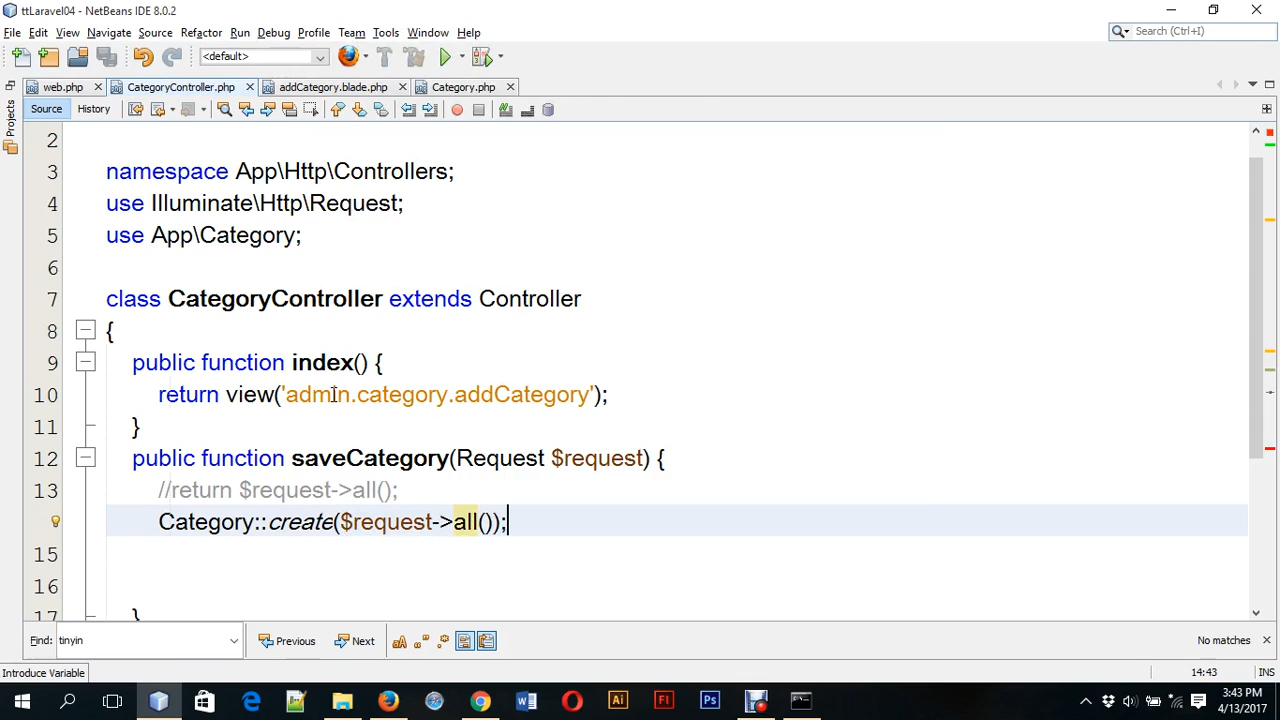 ttLaravel04 - NetBeans IDE 8.0.2
File Edit View Navigate Source Refactor Run Debug Profile Team Tools Window Help
Search (Ctrl+I)
<default>
web.php CategoryController.php addCategory.blade.php Category.php
Source History
Projects
2
3 namespace App\Http\Controllers;
4 use Illuminate\Http\Request;
5 use App\Category;
6
7 class CategoryController extends Controller
8 {
9 public function index() {
10 return view('admin.category.addCategory');
11 }
12 public function saveCategory(Request $request) {
13 //return $request->all();
Category::create($request->all());
15
16
17 }
Find: tinyin Previous Next No matches
Introduce Variable 14:43 INS
3:43 PM
4/13/2017